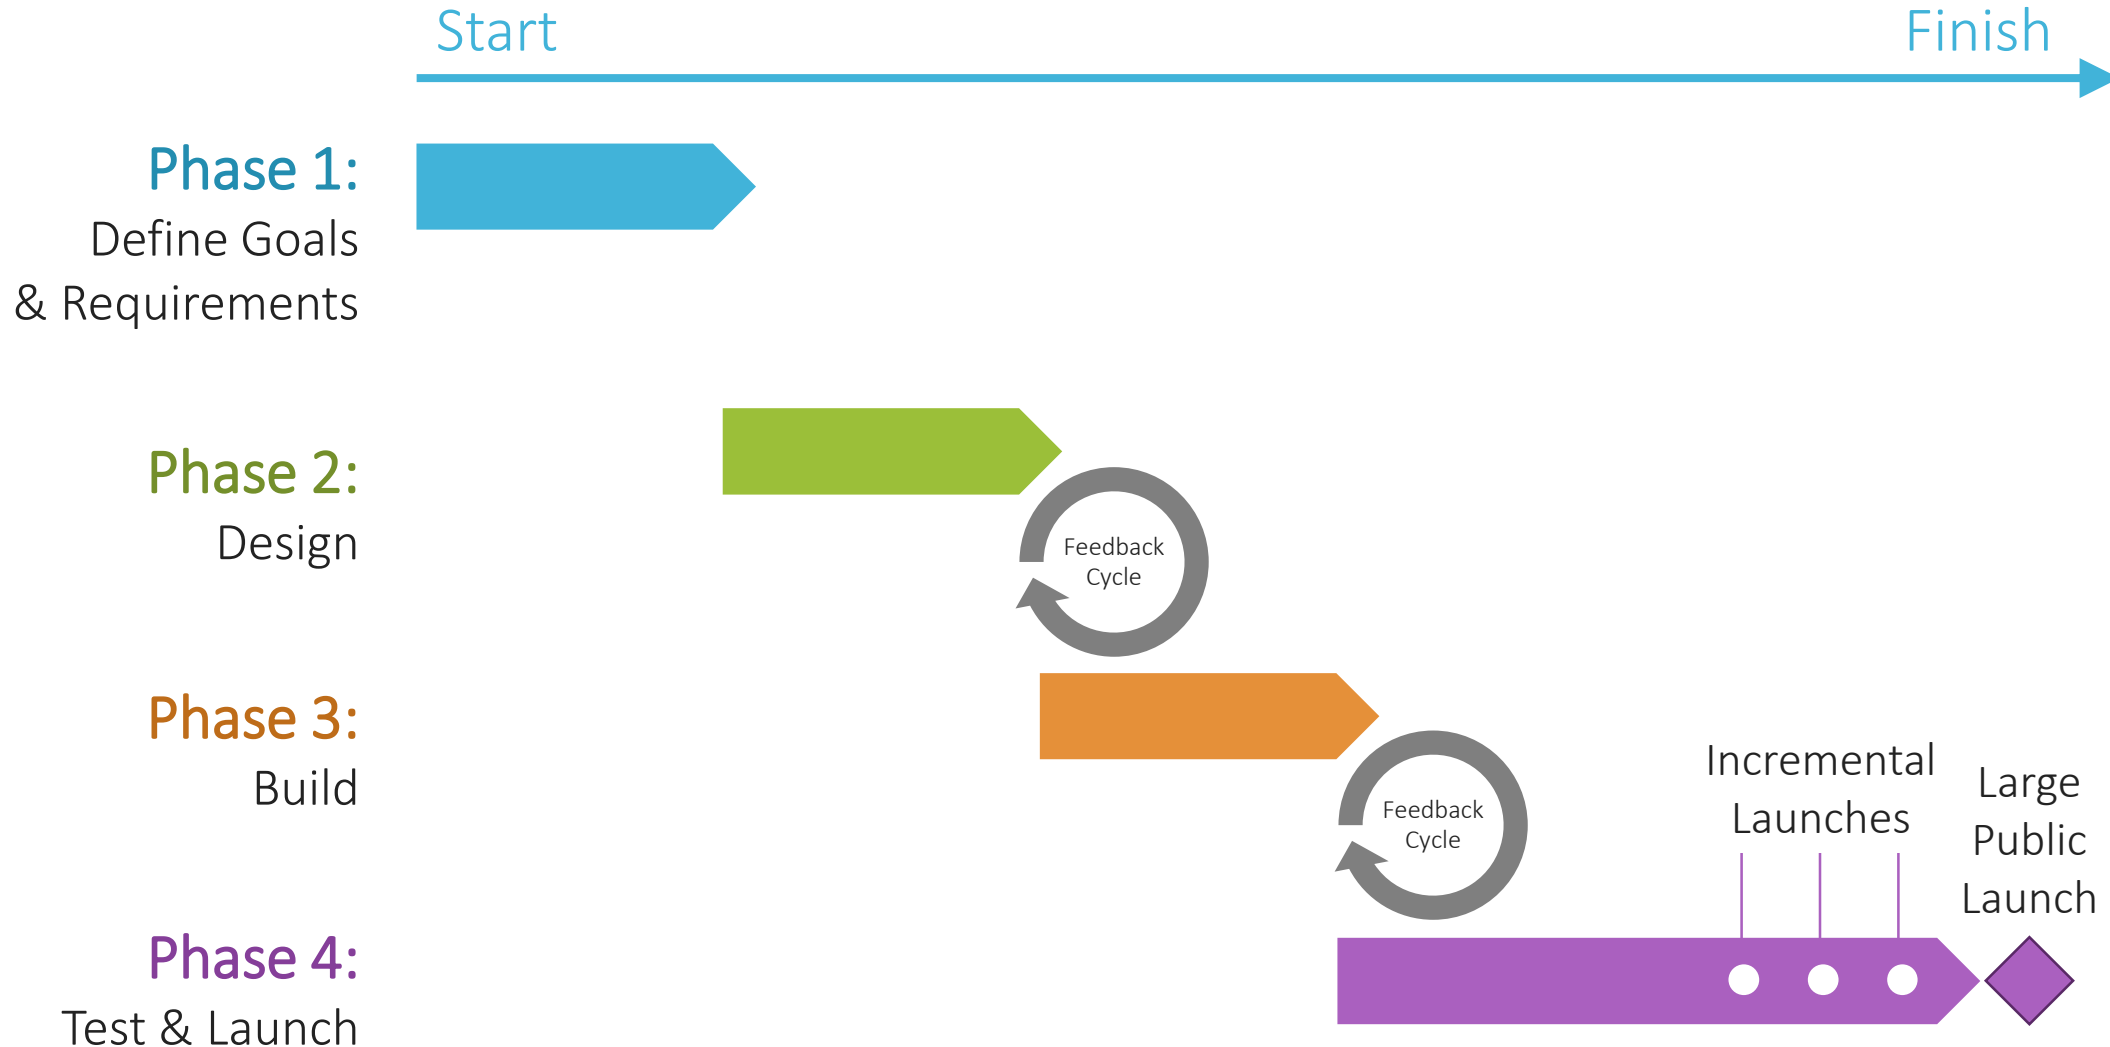 Start
Finish
Phase 1:
Define Goals
& Requirements
Phase 2:
Design
Feedback
Cycle
Phase 3:
Build
Feedback
Cycle
Incremental
Launches
Large
Public
Launch
Phase 4:
Test & Launch